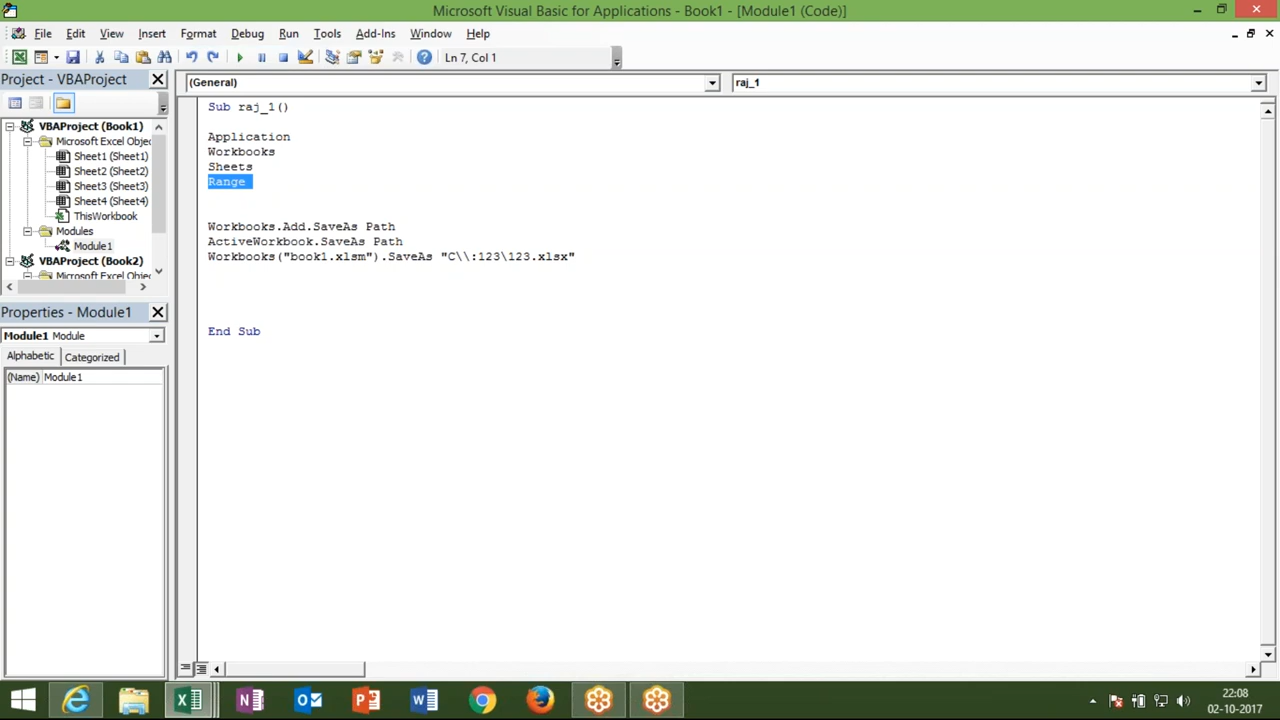 Microsoft Visual Basic for Applications - Book1 - [Module1 (Code)]
File Edit View Insert Format Debug Run Tools Add-Ins Window Help
Ln 7, Col 1
Project - VBAProject
(General)
raj_1
VBAProject (Book1)
Microsoft Excel Objec
Sheet1 (Sheet1)
Sheet2 (Sheet2)
Sheet3 (Sheet3)
Sheet4 (Sheet4)
ThisWorkbook
Modules
Module1
VBAProject (Book2)
Microsoft Excel Objec
Properties - Module1
Module1 Module
Alphabetic Categorized
(Name) Module1
Sub raj_1()
Application
Workbooks
Sheets
Range
Workbooks.Add.SaveAs Path
ActiveWorkbook.SaveAs Path
Workbooks("book1.xlsm").SaveAs "C\\:123\123.xlsx"
End Sub
22:08
02-10-2017